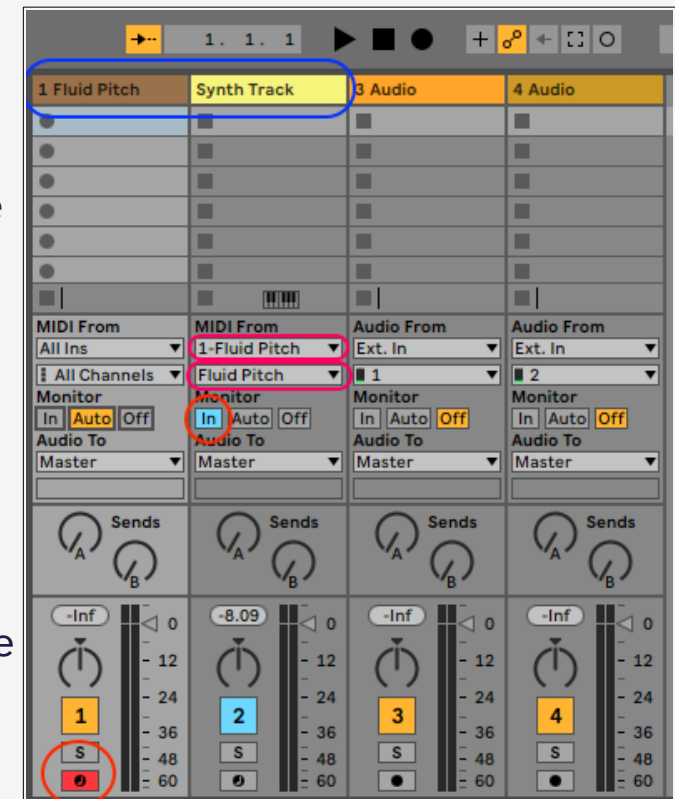 1. 1. 1
1 Fluid Pitch Synth Track 3 Audio 4 Audio
e
MIDI From MIDI From Audio From Audio From
All Ins 1-Fluid Pitch Ext. In Ext. In
All Channels Fluid Pitch 1 2
Monitor Monitor Monitor Monitor
In Auto Off In Auto Off In Auto Off In Auto Off
Audio To Audio To Audio To Audio To
Master Master Master Master
Sends Sends Sends Sends
A A A A
B B B B
-Inf -8.09 -Inf -Inf
0 0 0 0
e
12 12 12 12
24 24 24 24
1 2 3 4
36 36 36 36
S S S S
48 48 48 48
60 60 60 60